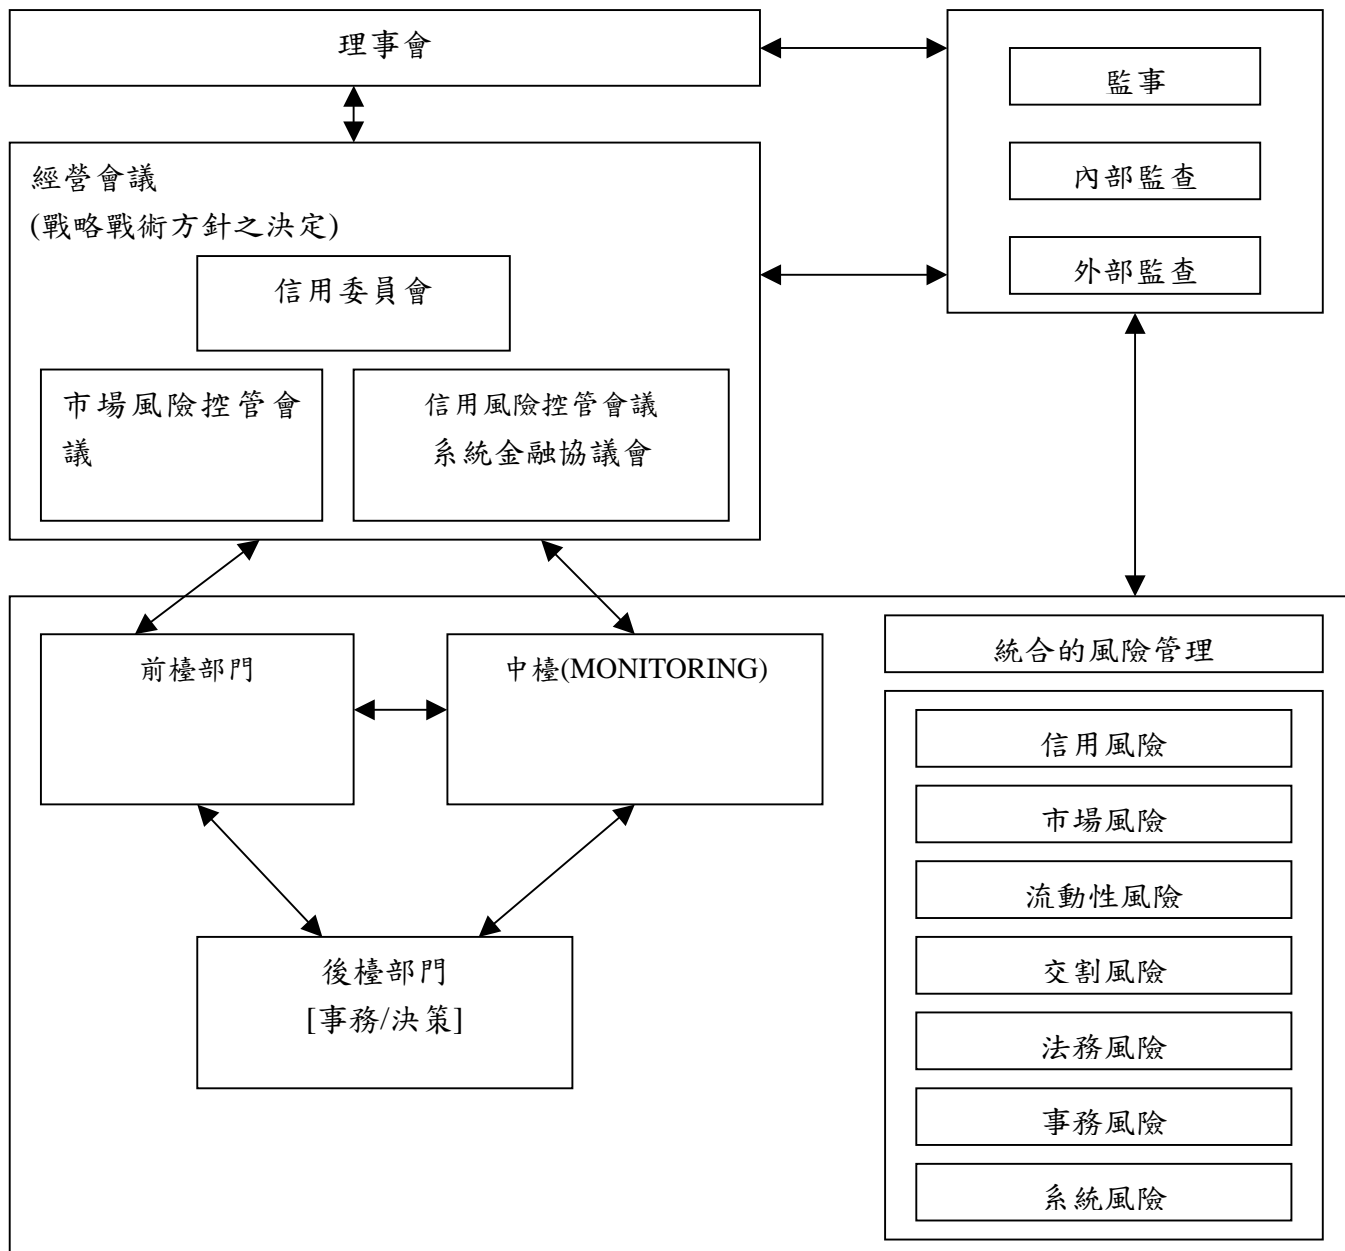 理事會
監事
內部監查
外部監查
經營會議
(戰略戰術方針之決定)
信用委員會
市場風險控管會
議
信用風險控管會議
系統金融協議會
前檯部門
中檯(MONITORING)
後檯部門
[事務/決策]
統合的風險管理
信用風險
市場風險
流動性風險
交割風險
法務風險
事務風險
系統風險